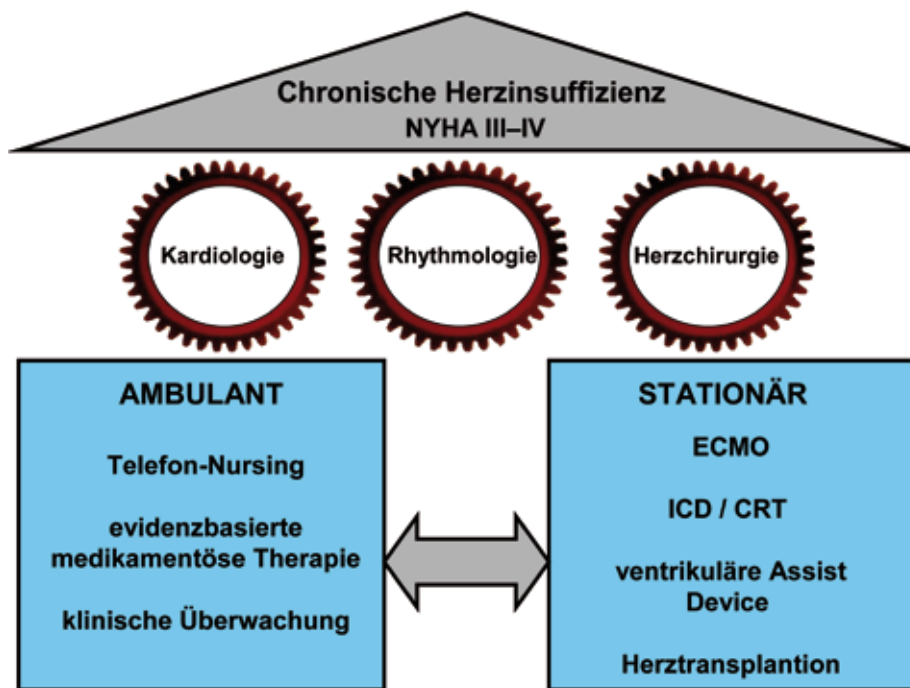 Chronische Herzinsuffizienz
NYHA III–IV
Kardiologie
Rhythmologie
Herzchirurgie
AMBULANT
Telefon-Nursing
evidenzbasierte
medikamentöse Therapie
klinische Überwachung
STATIONÄR
ECMO
ICD / CRT
ventrikuläre Assist
Device
Herztransplantion